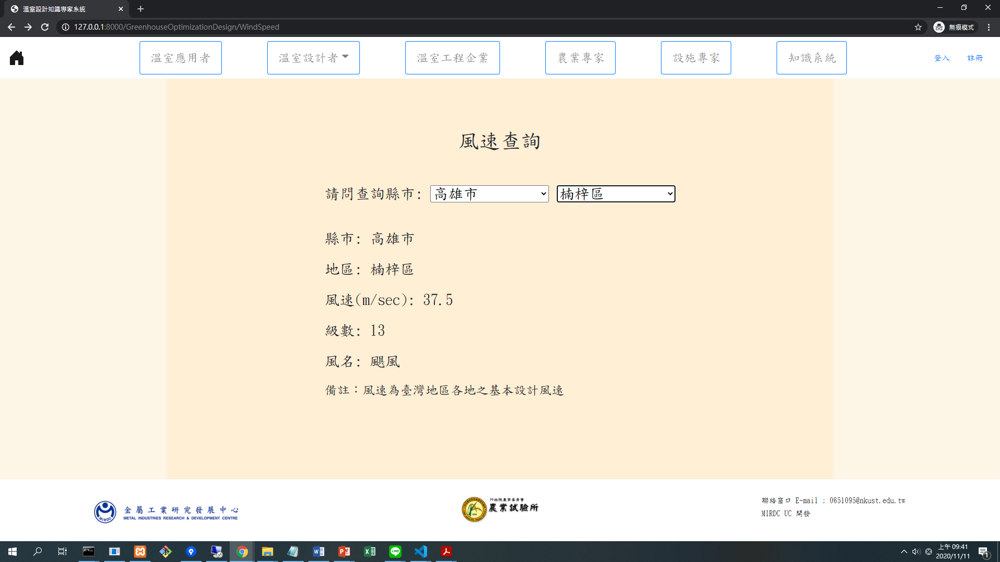 溫室設計知識專家系統
127.0.0.1:8000/GreenhouseOptimizationDesign/WindSpeed
無痕模式
溫室應用者
溫室設計者
溫室工程企業
農業專家
設施專家
知識系統
登入
註冊
風速查詢
請問查詢縣市: 高雄市 楠梓區
縣市: 高雄市
地區: 楠梓區
風速(m/sec): 37.5
級數: 13
風名: 颶風
備註：風速為臺灣地區各地之基本設計風速
MIRDC
金屬工業研究發展中心
METAL INDUSTRIES RESEARCH & DEVELOPMENT CENTRE
行政院農業委員會
農業試驗所
聯絡窗口 E-mail : 0651095@nkust.edu.tw
MIRDC UC 開發
LINE
上午 09:41
2020/11/11
1